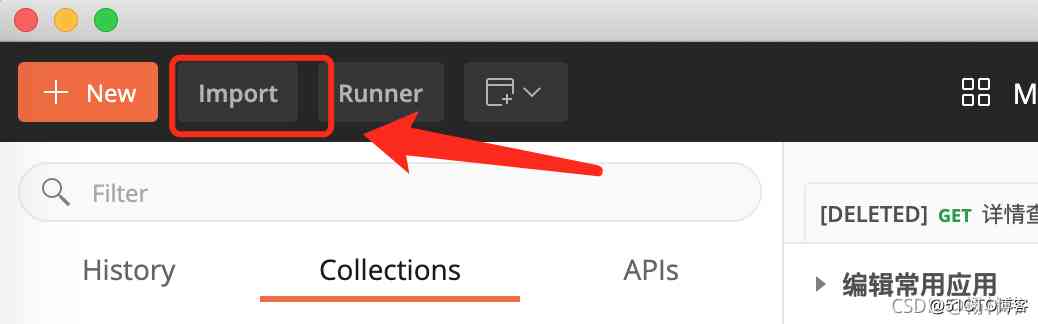 New Import Runner M
Filter
[DELETED] GET 详情查
History Collections APIs
编辑常用应用
@51CTO博客